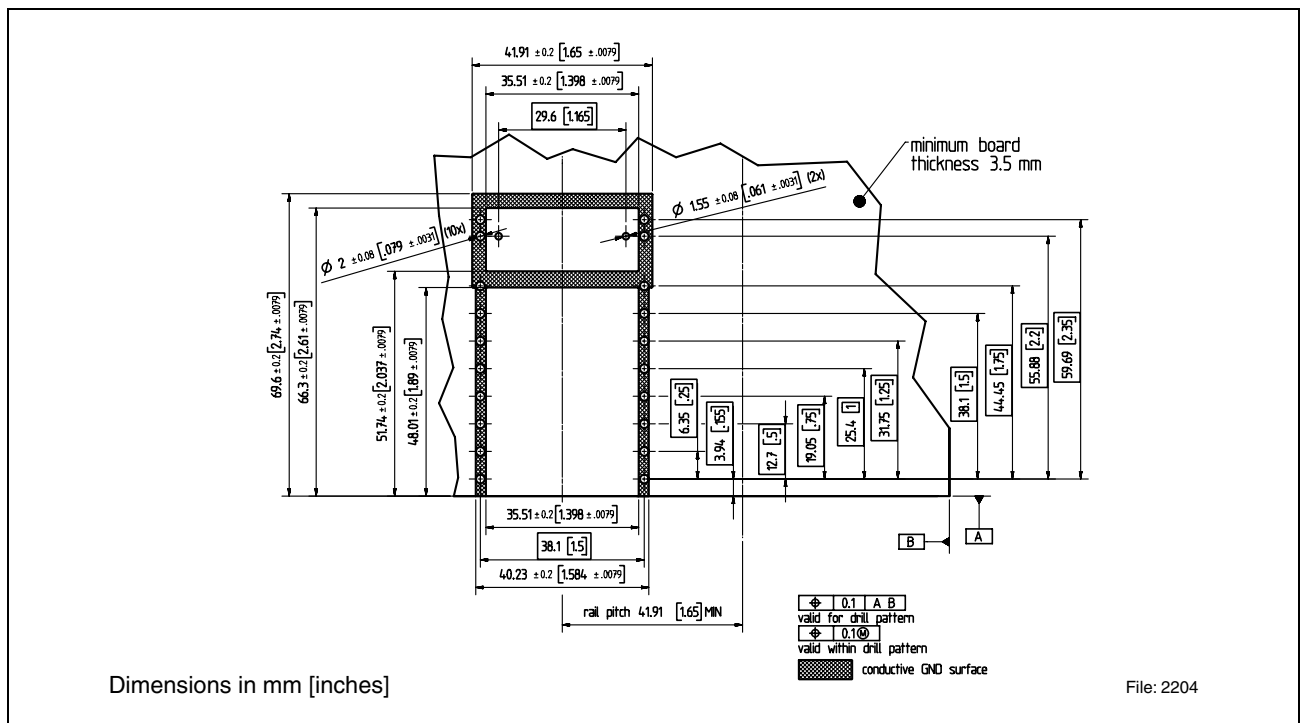 41.91 ±0.2 [1.65 ±.0079]
35.51 ±0.2 [1.398 ±.0079]
29.6 [1.165]
minimum board
thickness 3.5 mm
Ø 1.55 ±0.08 [.061 ±.0031] (2x)
Ø 2 ±0.08 [.079 ±.0031] (10x)
69.6 ±0.2 [2.74 ±.0079]
66.3 ±0.2 [2.61 ±.0079]
51.74 ±0.2 [2.037 ±.0079]
48.01 ±0.2 [1.89 ±.0079]
6.35 [.25]
3.94 [.155]
12.7 [.5]
19.05 [.75]
25.4 [1]
31.75 [1.25]
38.1 [1.5]
44.45 [1.75]
55.88 [2.2]
59.69 [2.35]
35.51 ±0.2 [1.398 ±.0079]
38.1 [1.5]
40.23 ±0.2 [1.584 ±.0079]
rail pitch 41.91 [1.65] MIN
B
A
⌖ 0.1 A B
valid for drill pattern
⌖ 0.1Ⓜ
valid within drill pattern
conductive GND surface
Dimensions in mm [inches]
File: 2204